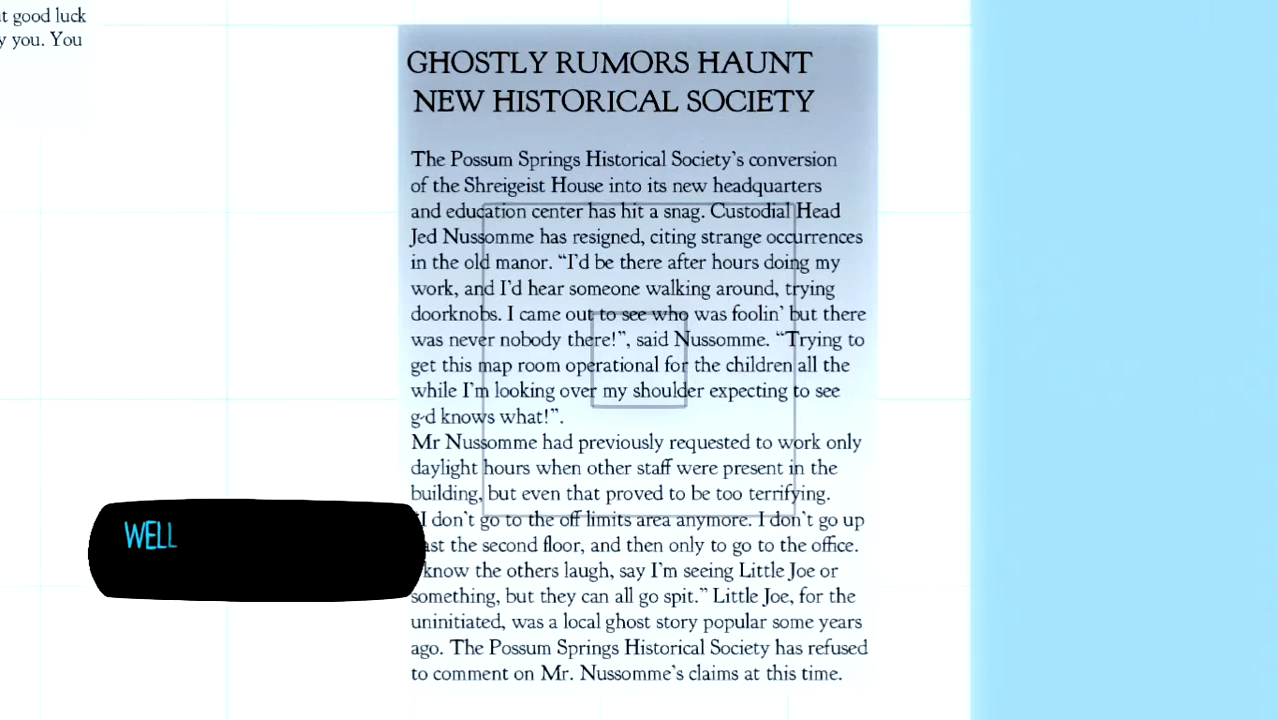 t good luck
y you. You
GHOSTLY RUMORS HAUNT
NEW HISTORICAL SOCIETY
The Possum Springs Historical Society's conversion
of the Shreigeist House into its new headquarters
and education center has hit a snag. Custodial Head
Jed Nussomme has resigned, citing strange occurrences
in the old manor. “I'd be there after hours doing my
work, and I'd hear someone walking around, trying
doorknobs. I came out to see who was foolin' but there
was never nobody there!”, said Nussomme. “Trying to
get this map room operational for the children all the
while I'm looking over my shoulder expecting to see
g-d knows what!”.
Mr Nussomme had previously requested to work only
daylight hours when other staff were present in the
building, but even that proved to be too terrifying.
I don't go to the off limits area anymore. I don't go up
ast the second floor, and then only to go to the office.
know the others laugh, say I'm seeing Little Joe or
something, but they can all go spit.” Little Joe, for the
uninitiated, was a local ghost story popular some years
ago. The Possum Springs Historical Society has refused
to comment on Mr. Nussomme's claims at this time.
WELL